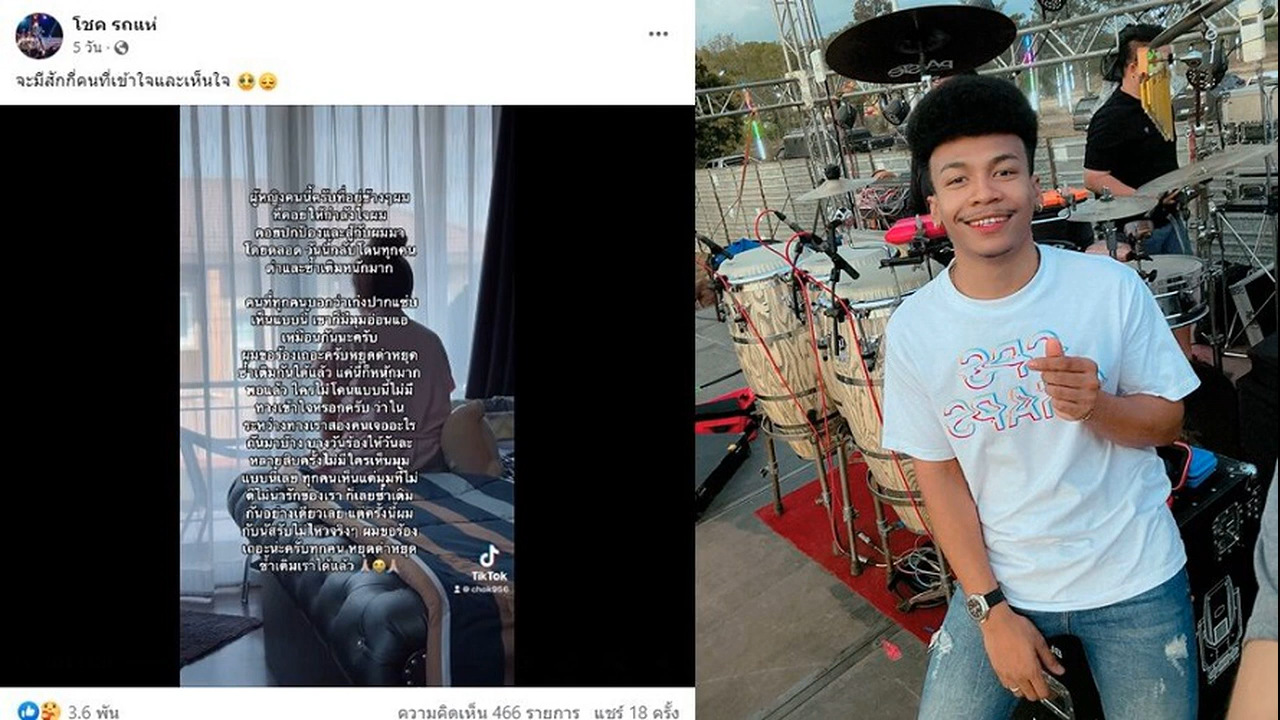 โชค รถแห่
5 วัน ·
จะมีสักกี่คนที่เข้าใจและเห็นใจ 🥹😔
ผู้หญิงคนนี้ครับที่อยู่ข้างๆผม
ที่คอยให้กำลังใจผม
คอยปกป้องและสู้รับผมมา
โดยตลอด วันนี้กลับโดนทุกคน
ด่าและซ้ำเติมหนักมาก
คนที่ทุกคนบอกว่าเก่งปากแซ่บ
เห็นแบบนี้ เขาก็มีมุมอ่อนแอ
เหมือนกันนะครับ
ผมขอร้องเถอะครับหยุดด่าหยุด
ซ้ำเติมกันได้แล้ว แค่นี้ก็หนักมาก
พอแล้ว ใครไม่โดนแบบนี้ไม่มี
ทางเข้าใจหรอกครับ ว่าใน
ระหว่างทางเราสองคนเจออะไร
กันมาบ้าง บางวันร้องไห้วันละ
หลายสิบครั้งไม่มีใครเห็นมุม
แบบนี้เลย ทุกคนเห็นแต่มุมที่ไม่
ดีไม่น่ารักของเรา ก็เลยซ้ำเติม
กันอย่างเดียวเลย แต่ครั้งนี้ผม
กับนัสรับไม่ไหวจริงๆ ผมขอร้อง
เถอะน่ะครับทุกคน หยุดด่าหยุด
ซ้ำเติมเราได้แล้ว 🙏😭🙏
TikTok
@chok956
3.6 พัน
ความคิดเห็น 466 รายการ แชร์ 18 ครั้ง